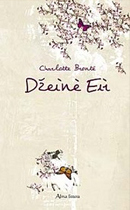 Charlotte Brontë
Džeinė Eir
Alma littera